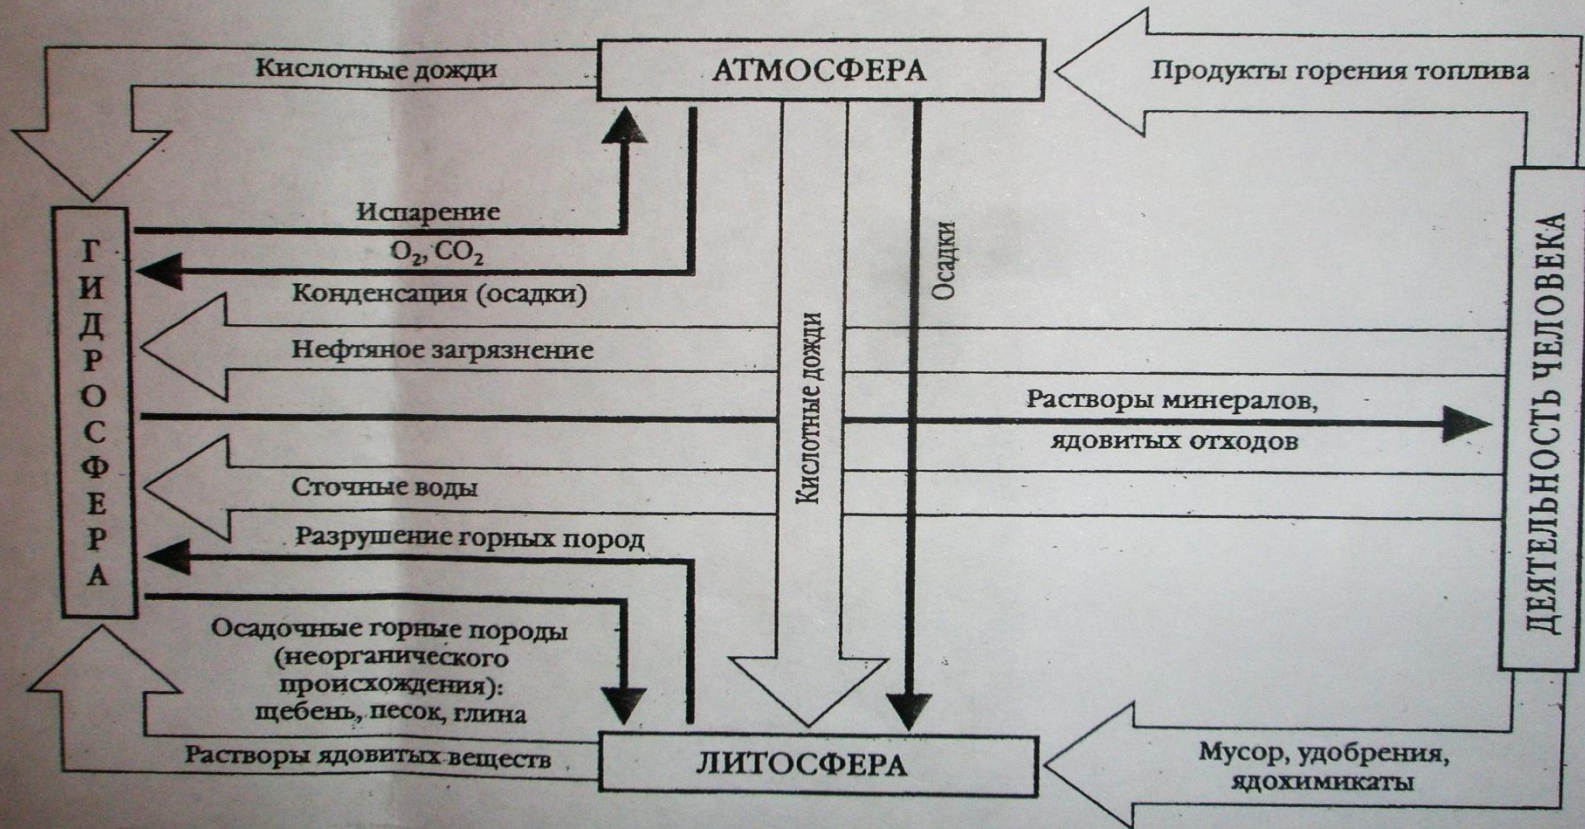 Кислотные дожди
АТМОСФЕРА
Продукты горения топлива
Испарение
O₂, CO₂
Конденсация (осадки)
Осадки
ГИДРОСФЕРА
Нефтяное загрязнение
Кислотные дожди
Растворы минералов,
ядовитых отходов
ДЕЯТЕЛЬНОСТЬ ЧЕЛОВЕКА
Сточные воды
Разрушение горных пород
Осадочные горные породы
(неорганического
происхождения):
щебень, песок, глина
Растворы ядовитых веществ
ЛИТОСФЕРА
Мусор, удобрения,
ядохимикаты